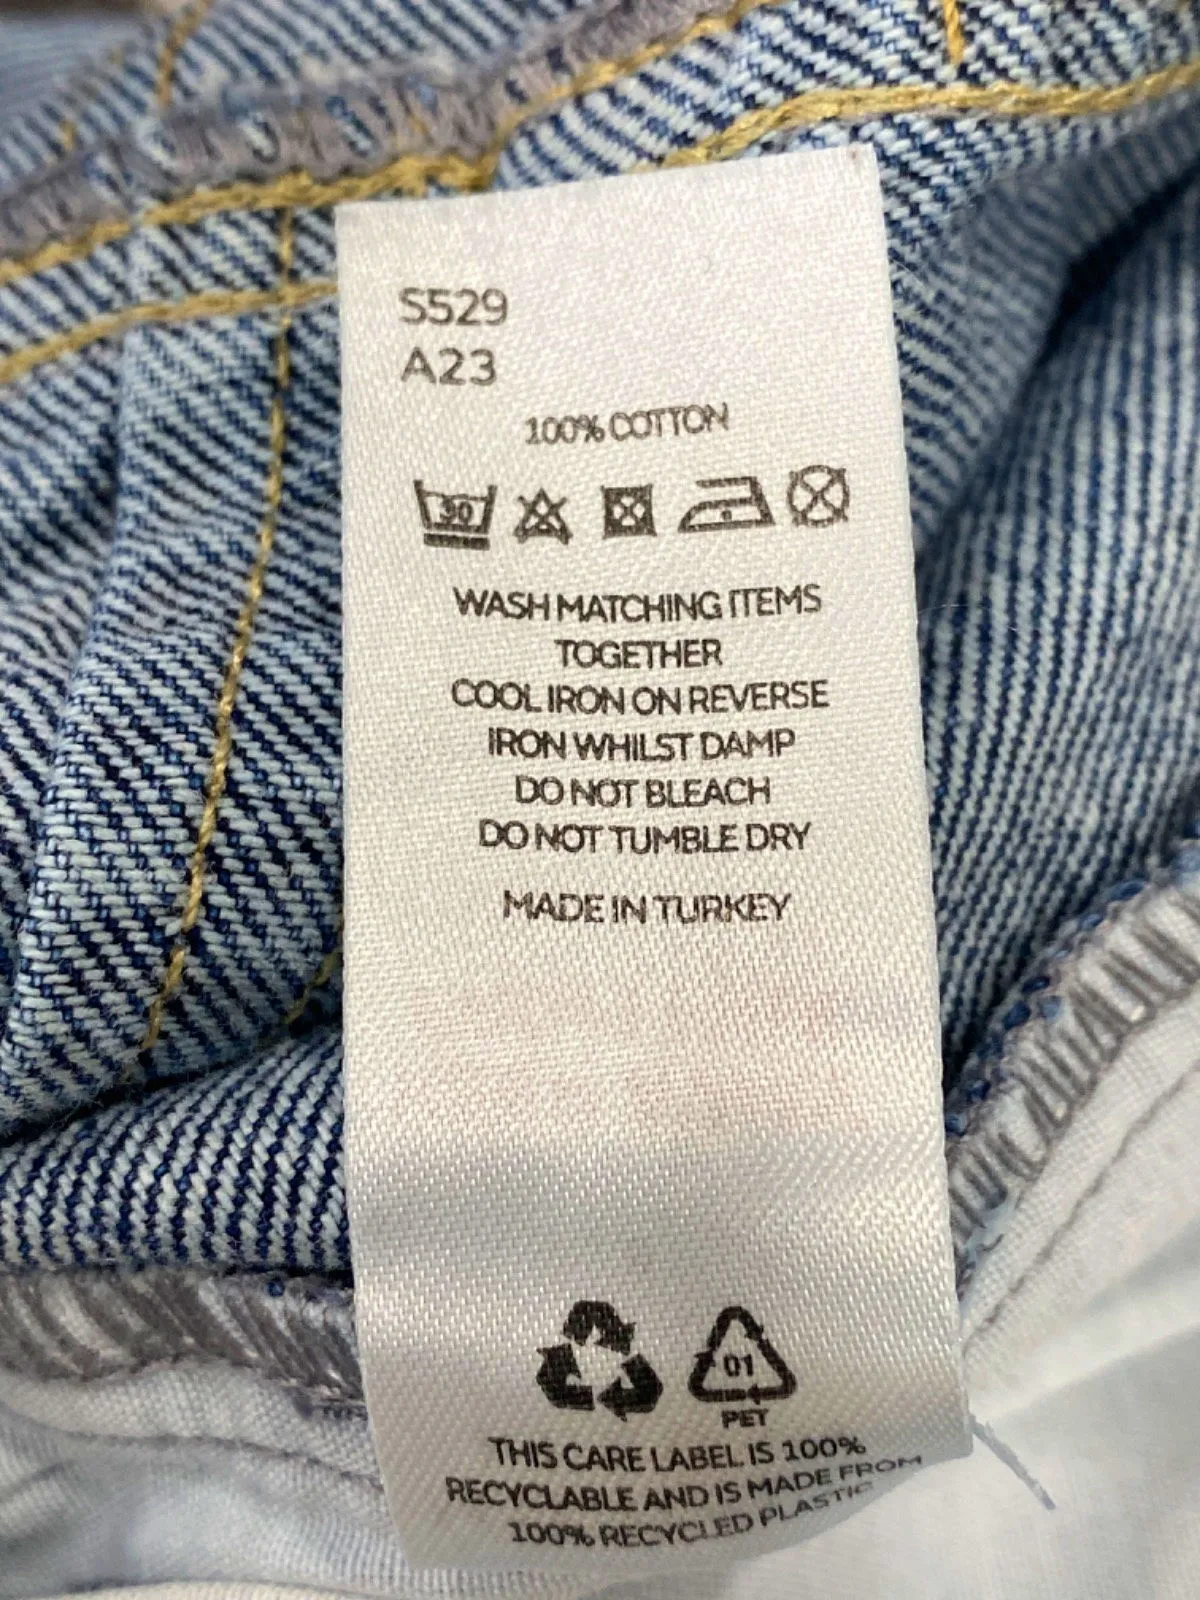 S529
A23
100% COTTON
30
WASH MATCHING ITEMS
TOGETHER
COOL IRON ON REVERSE
IRON WHILST DAMP
DO NOT BLEACH
DO NOT TUMBLE DRY
MADE IN TURKEY
01
PET
THIS CARE LABEL IS 100%
RECYCLABLE AND IS MADE FROM
100% RECYCLED PLASTIC